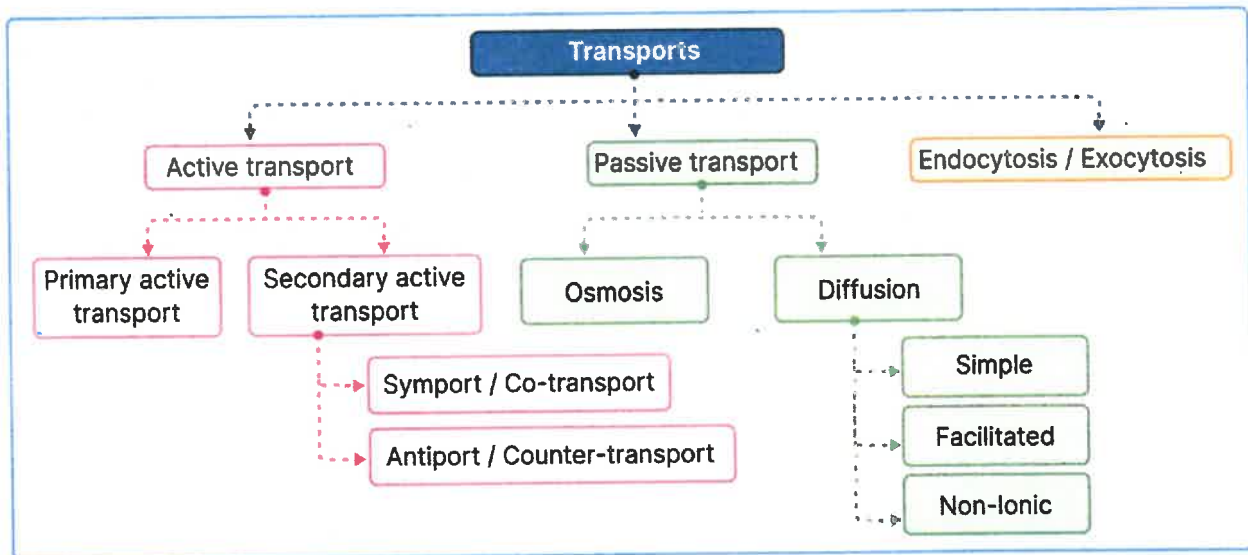 Transports
Active transport
Passive transport
Endocytosis / Exocytosis
Primary active
transport
Secondary active
transport
Osmosis
Diffusion
Symport / Co-transport
Antiport / Counter-transport
Simple
Facilitated
Non-Ionic